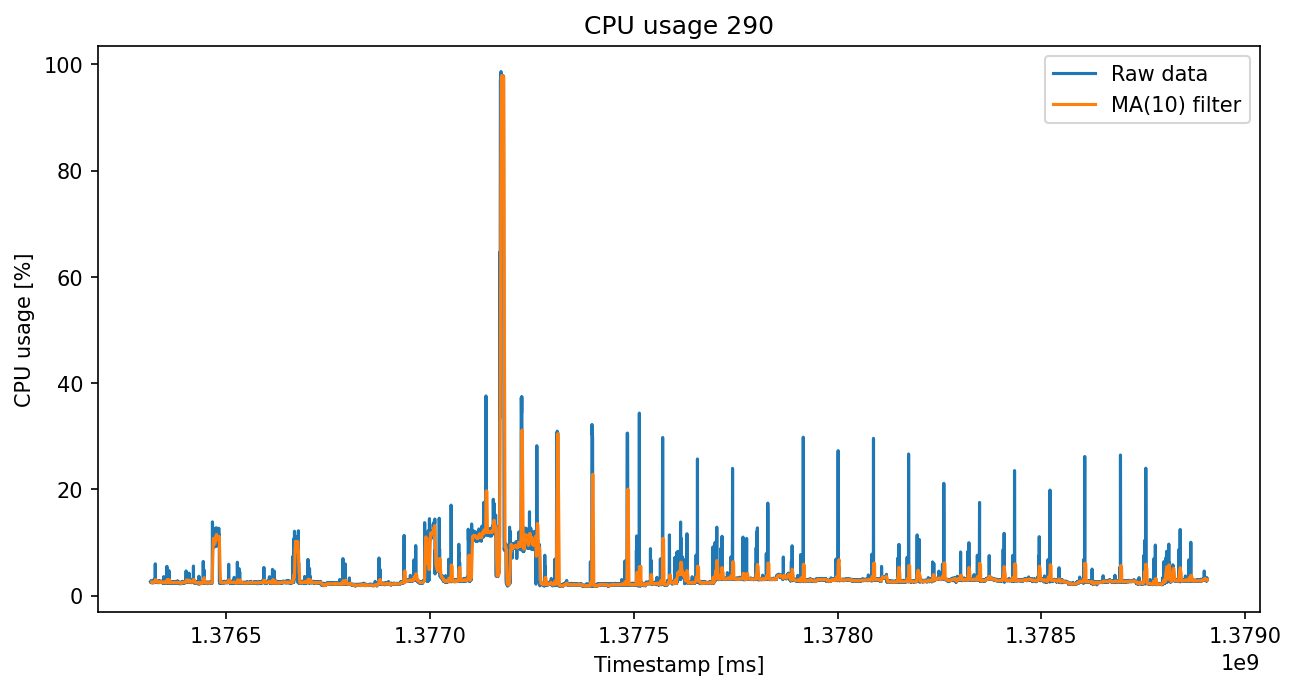 CPU usage 290
Raw data
MA(10) filter
CPU usage [%]
100
80
60
40
20
0
1.3765 1.3770 1.3775 1.3780 1.3785 1.3790
1e9
Timestamp [ms]